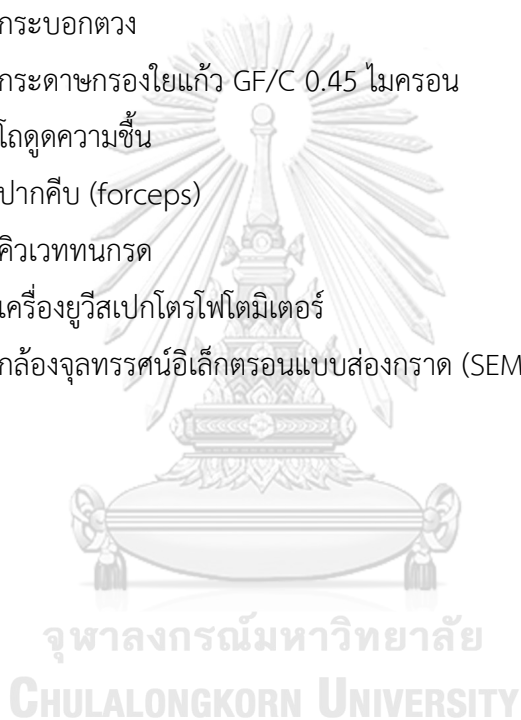 กระบอกตวง
กระดาษกรองใยแก้ว GF/C 0.45 ไมครอน
โถดูดความชื้น
ปากคีบ (forceps)
คิวเวททนกรด
เครื่องยูวีสเปกโตรโฟโตมิเตอร์
กล้องจุลทรรศน์อิเล็กตรอนแบบส่องกราด (SEM
จุฬาลงกรณ์มหาวิทยาลัย
CHULALONGKORN UNIVERSITY